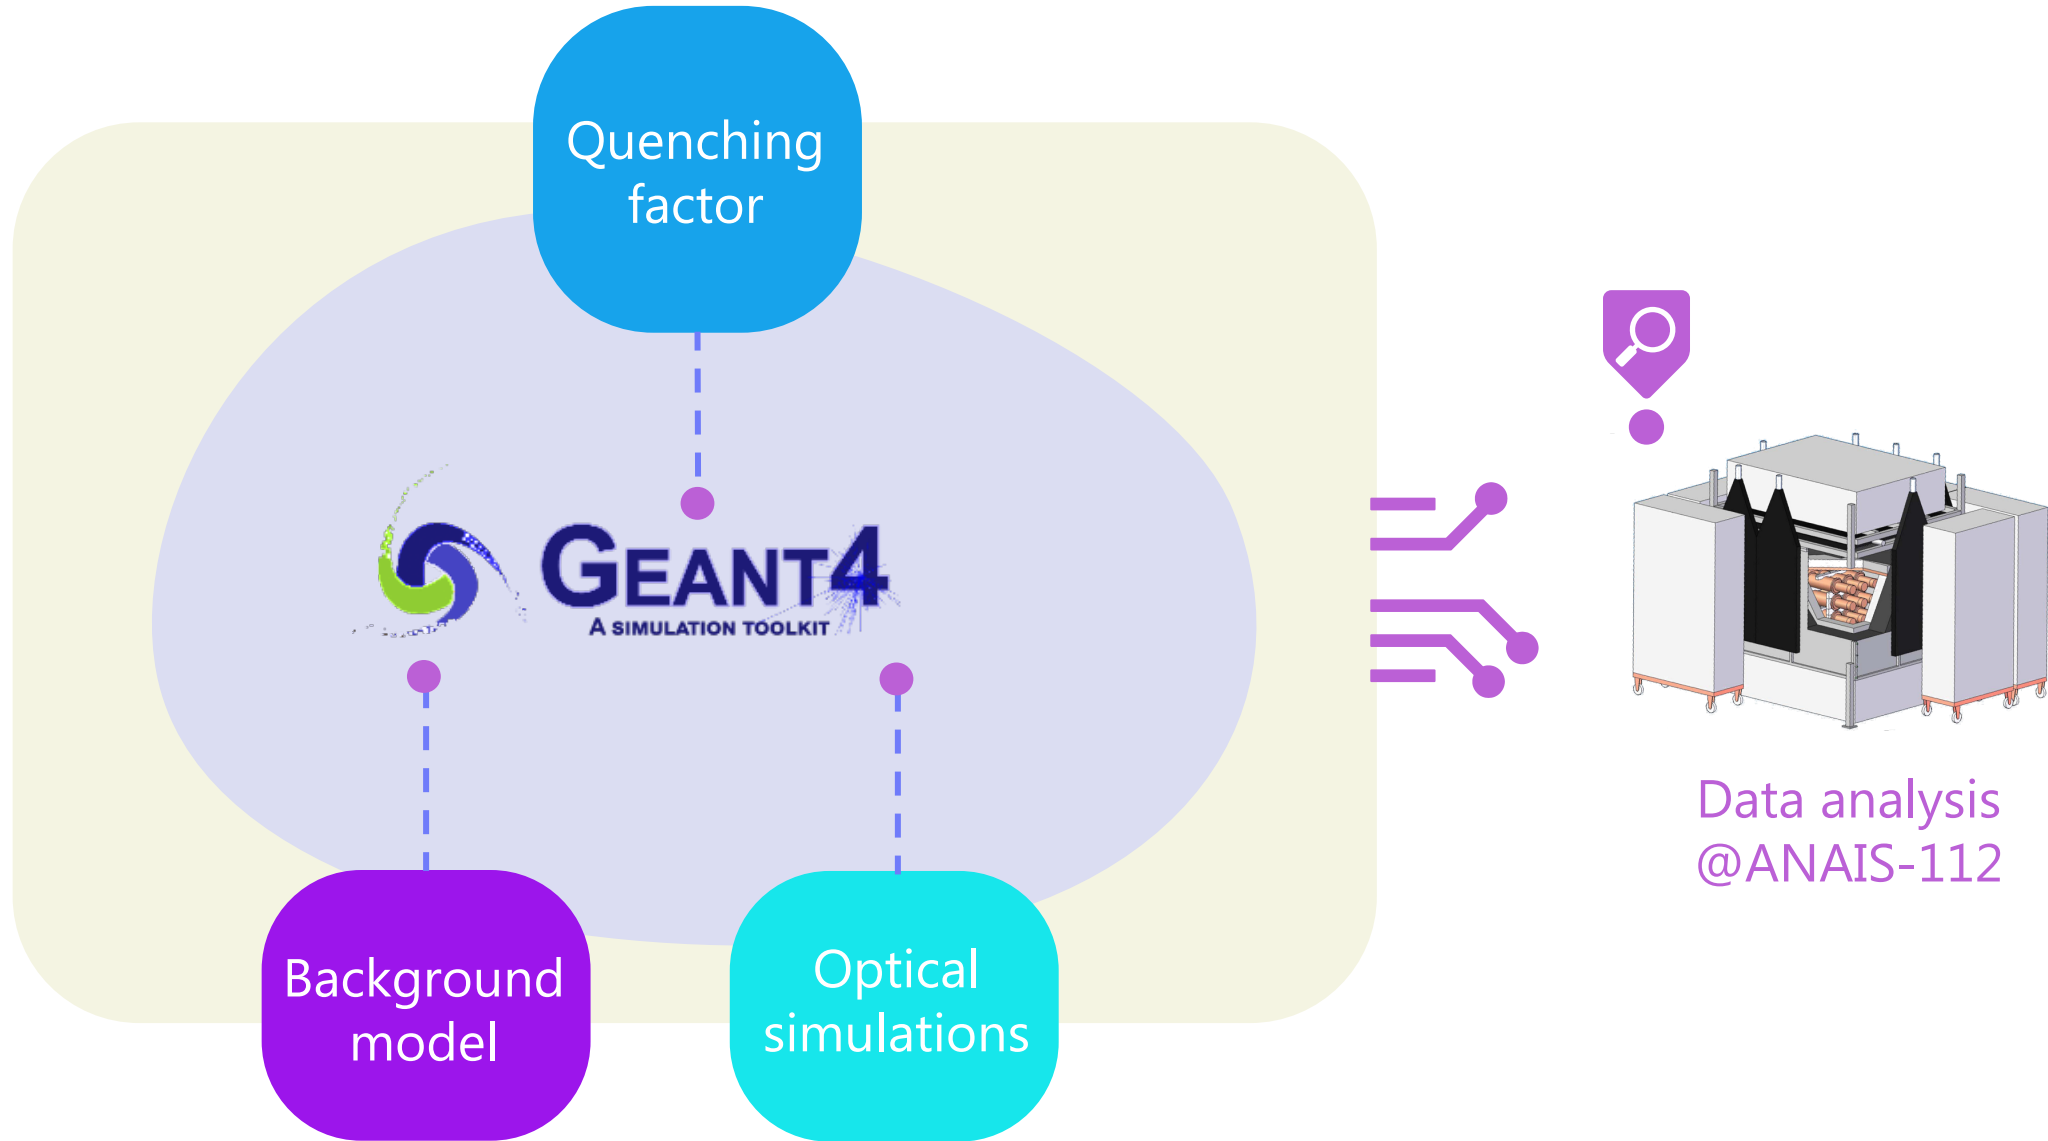 Quenching
factor
GEANT4
A SIMULATION TOOLKIT
Background
model
Optical
simulations
Data analysis
@ANAIS-112